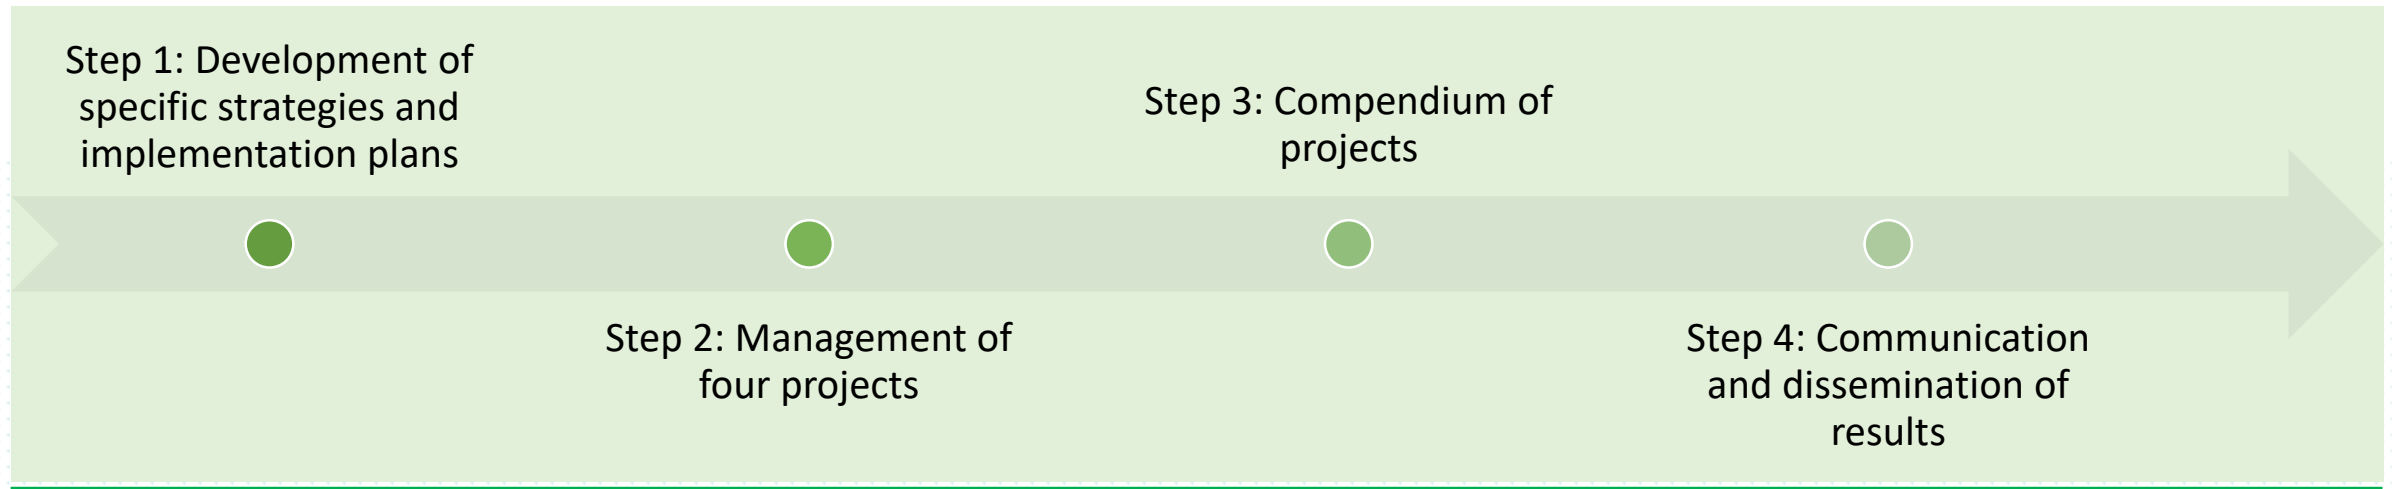 Step 1: Development of
specific strategies and
implementation plans
Step 2: Management of
four projects
Step 3: Compendium of
projects
Step 4: Communication
and dissemination of
results